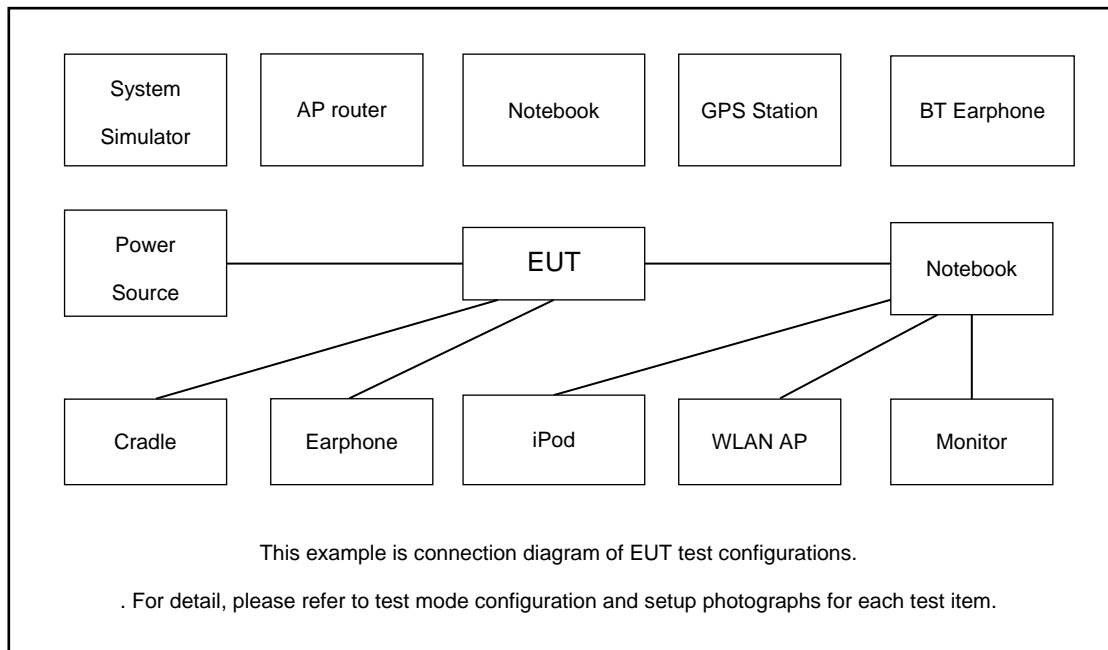 System
Simulator
AP router
Notebook
GPS Station
BT Earphone
Power
Source
EUT
Notebook
Cradle
Earphone
iPod
WLAN AP
Monitor
This example is connection diagram of EUT test configurations.
. For detail, please refer to test mode configuration and setup photographs for each test item.